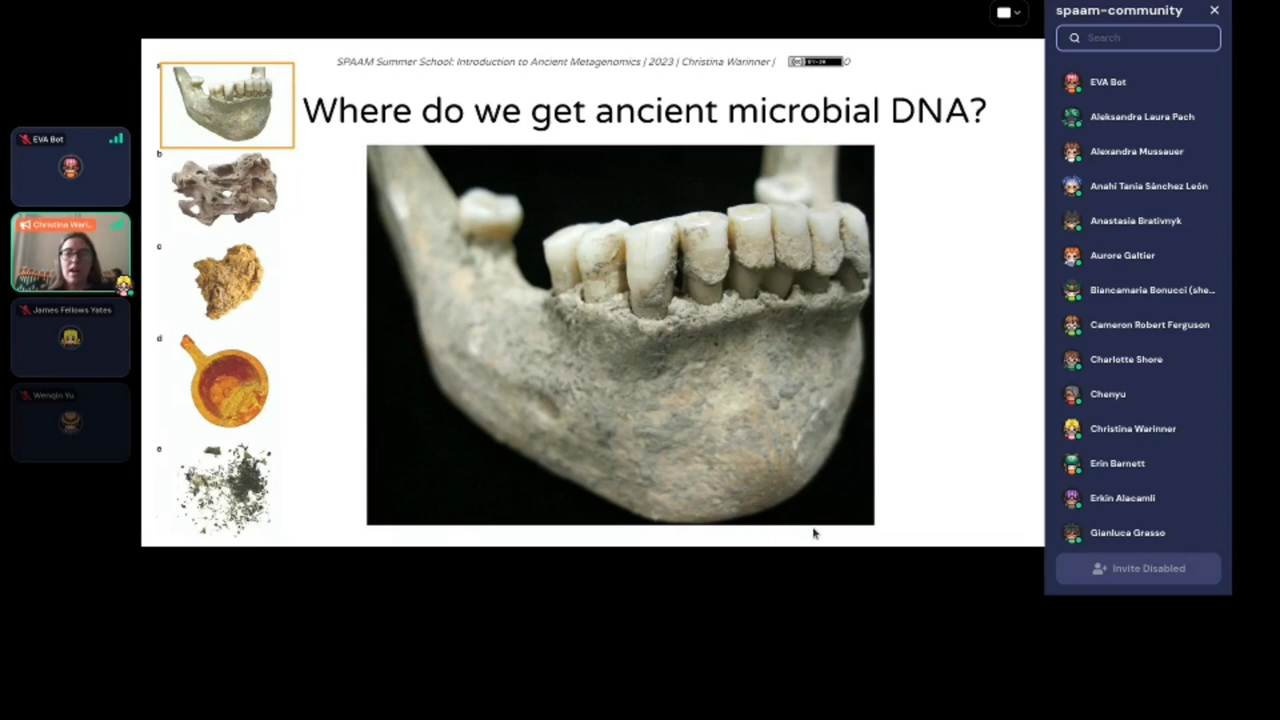 spaam-community
Search
SPAAM Summer School: Introduction to Ancient Metagenomics | 2023 | Christina Warinner |
Where do we get ancient microbial DNA?
a
b
c
d
e
EVA Bot
Christina Wari...
James Fellows Yates
Wenqin Yu
EVA Bot
Aleksandra Laura Pach
Alexandra Mussauer
Anahí Tania Sánchez León
Anastasia Brativnyk
Aurore Galtier
Biancamaria Bonucci (she...
Cameron Robert Ferguson
Charlotte Shore
Chenyu
Christina Warinner
Erin Barnett
Erkin Alacamli
Gianluca Grasso
Invite Disabled